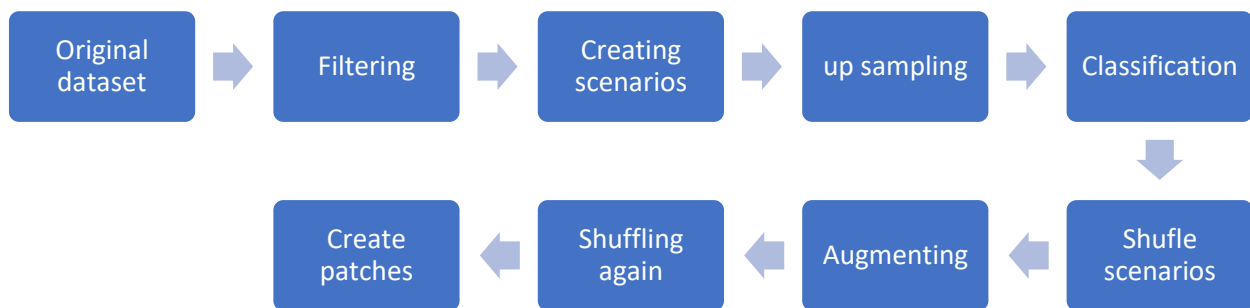 Original
dataset
Filtering
Creating
scenarios
up sampling
Classification
Shufle
scenarios
Augmenting
Shuffling
again
Create
patches